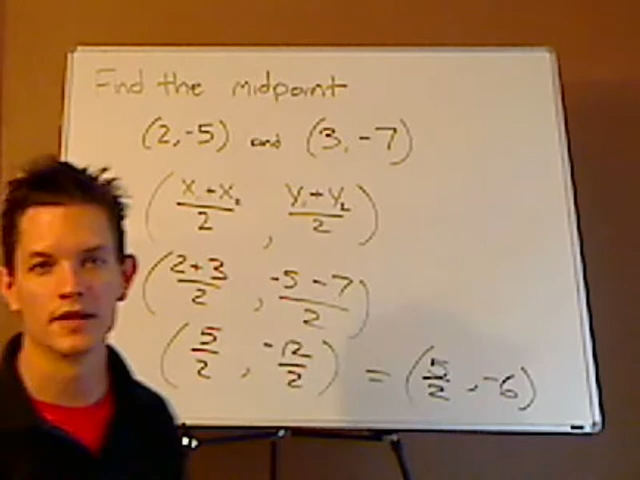 Find the midpoint
(2,-5) and (3,-7)
(x₁+x₂/2, y₁+y₂/2)
(2+3/2, -5-7/2)
(5/2, -12/2) = (5/2, -6)